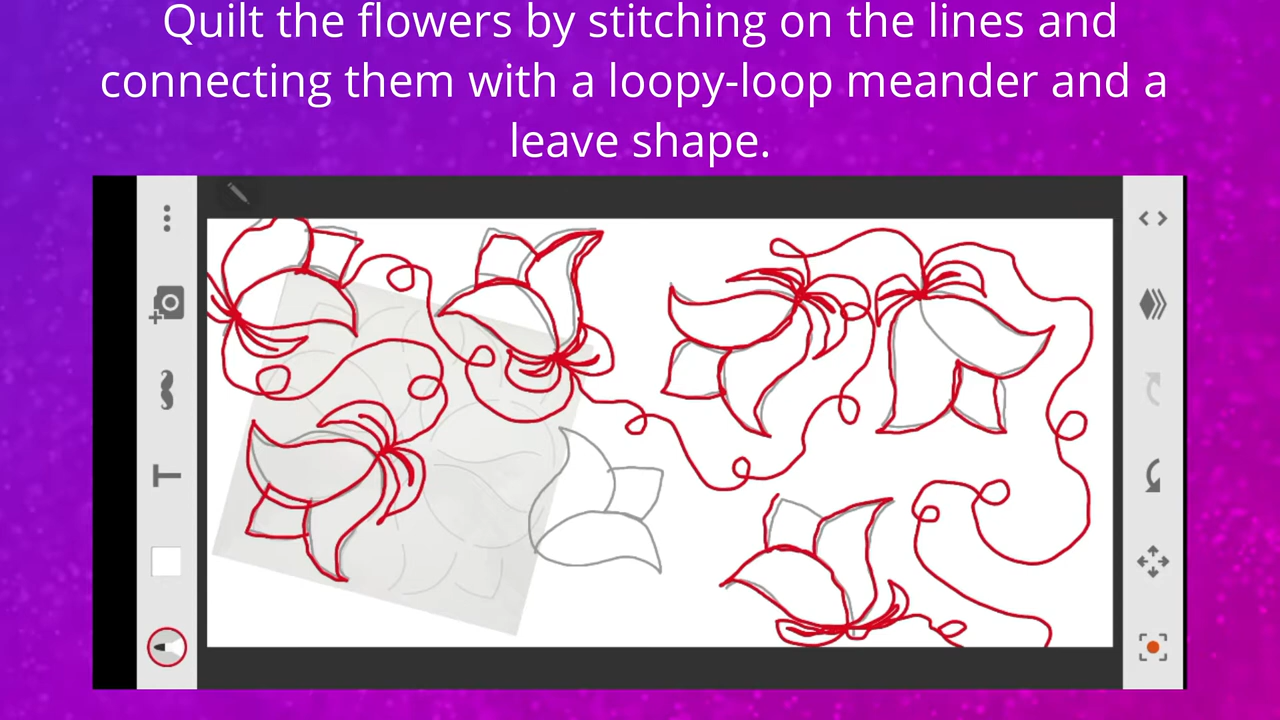 Quilt the flowers by stitching on the lines and
connecting them with a loopy-loop meander and a
leave shape.
T